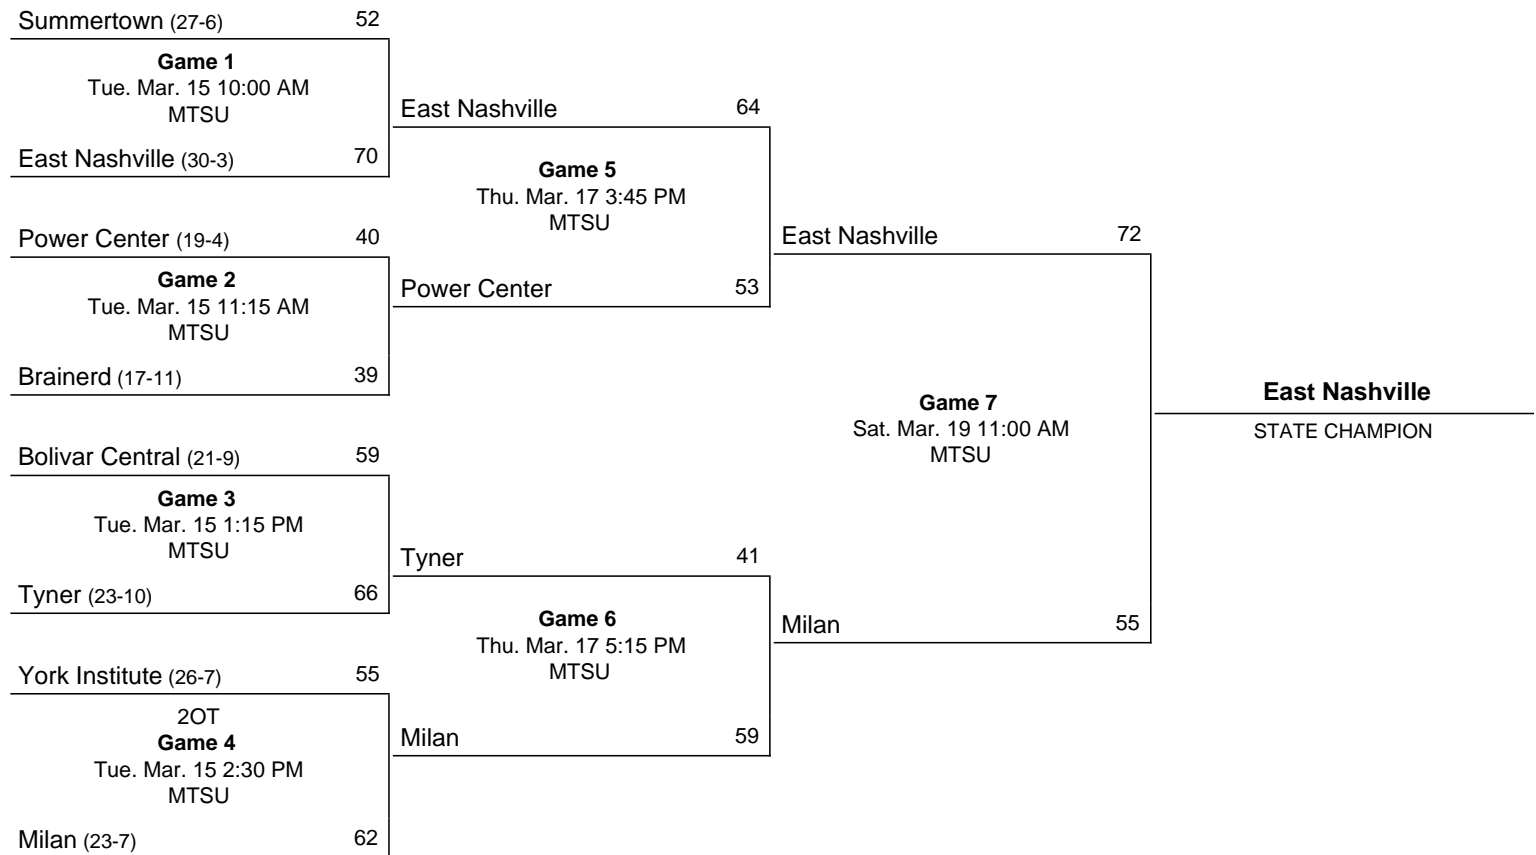 Summertown (27-6) 52
Game 1
Tue. Mar. 15 10:00 AM
MTSU
East Nashville (30-3) 70
Power Center (19-4) 40
Game 2
Tue. Mar. 15 11:15 AM
MTSU
Brainerd (17-11) 39
Bolivar Central (21-9) 59
Game 3
Tue. Mar. 15 1:15 PM
MTSU
Tyner (23-10) 66
York Institute (26-7) 55
2OT
Game 4
Tue. Mar. 15 2:30 PM
MTSU
Milan (23-7) 62
East Nashville 64
Game 5
Thu. Mar. 17 3:45 PM
MTSU
Power Center 53
Tyner 41
Game 6
Thu. Mar. 17 5:15 PM
MTSU
Milan 59
East Nashville 72
Game 7
Sat. Mar. 19 11:00 AM
MTSU
Milan 55
East Nashville
STATE CHAMPION